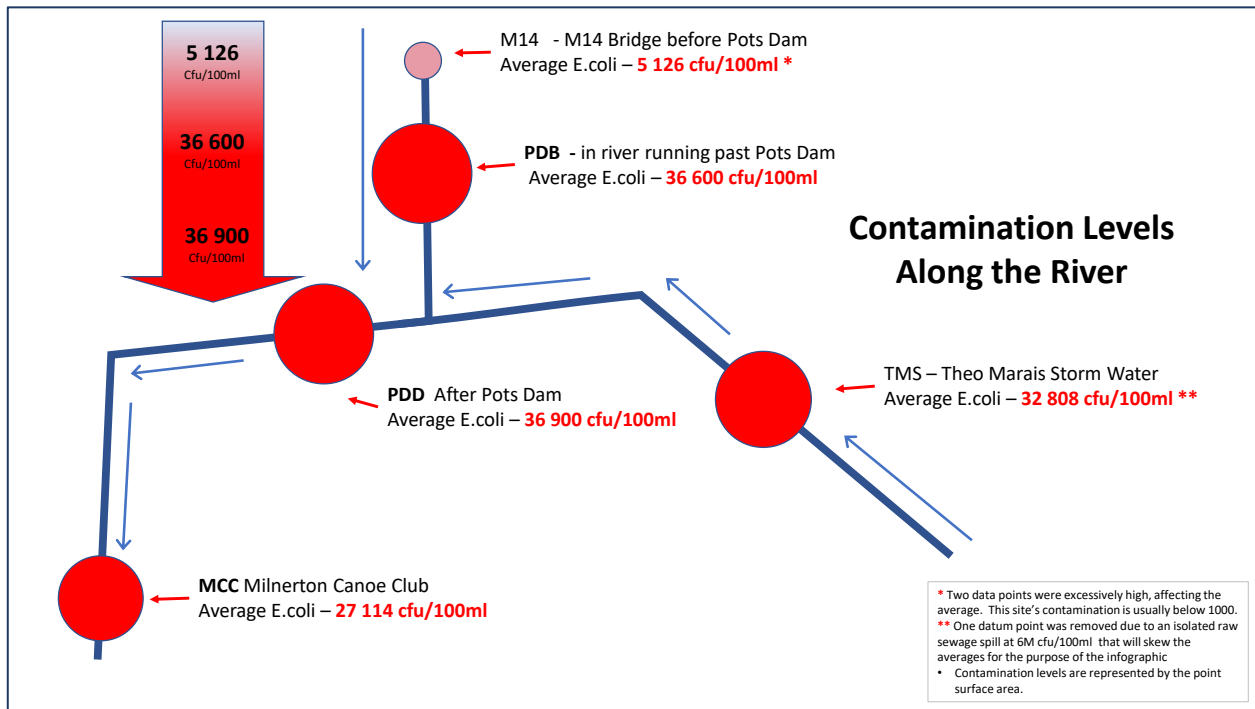 5 126
Cfu/100ml
36 600
Cfu/100ml
36 900
Cfu/100ml
M14 - M14 Bridge before Pots Dam
Average E.coli – 5 126 cfu/100ml *
PDB - in river running past Pots Dam
Average E.coli – 36 600 cfu/100ml
Contamination Levels
Along the River
TMS – Theo Marais Storm Water
Average E.coli – 32 808 cfu/100ml **
PDD After Pots Dam
Average E.coli – 36 900 cfu/100ml
MCC Milnerton Canoe Club
Average E.coli – 27 114 cfu/100ml
* Two data points were excessively high, affecting the
average. This site's contamination is usually below 1000.
** One datum point was removed due to an isolated raw
sewage spill at 6M cfu/100ml that will skew the
averages for the purpose of the infographic
• Contamination levels are represented by the point
surface area.